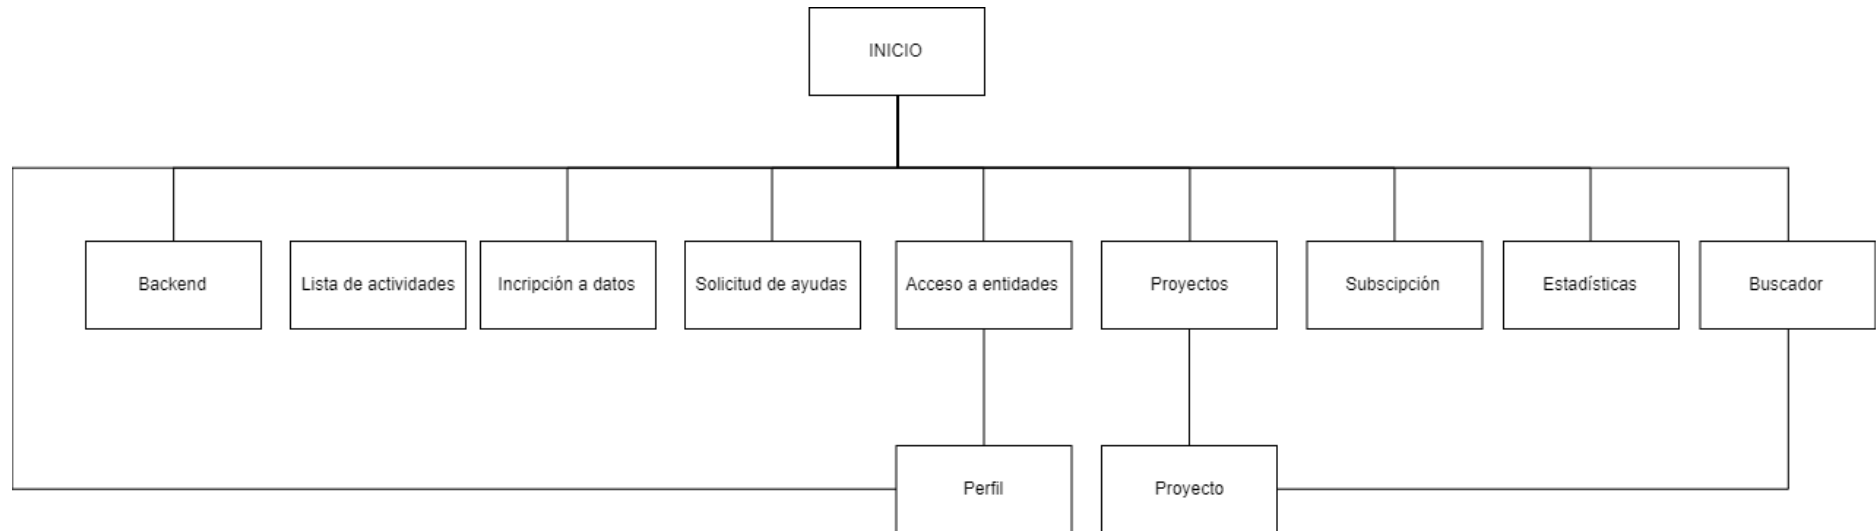 INICIO
Backend
Lista de actividades
Incripción a datos
Solicitud de ayudas
Acceso a entidades
Proyectos
Subscipción
Estadísticas
Buscador
Perfil
Proyecto